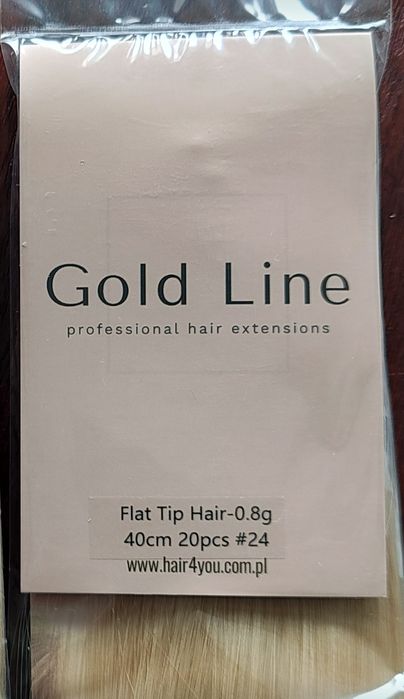 Gold Line
professional hair extensions
Flat Tip Hair-0.8g
40cm 20pcs #24
www.hair4you.com.pl